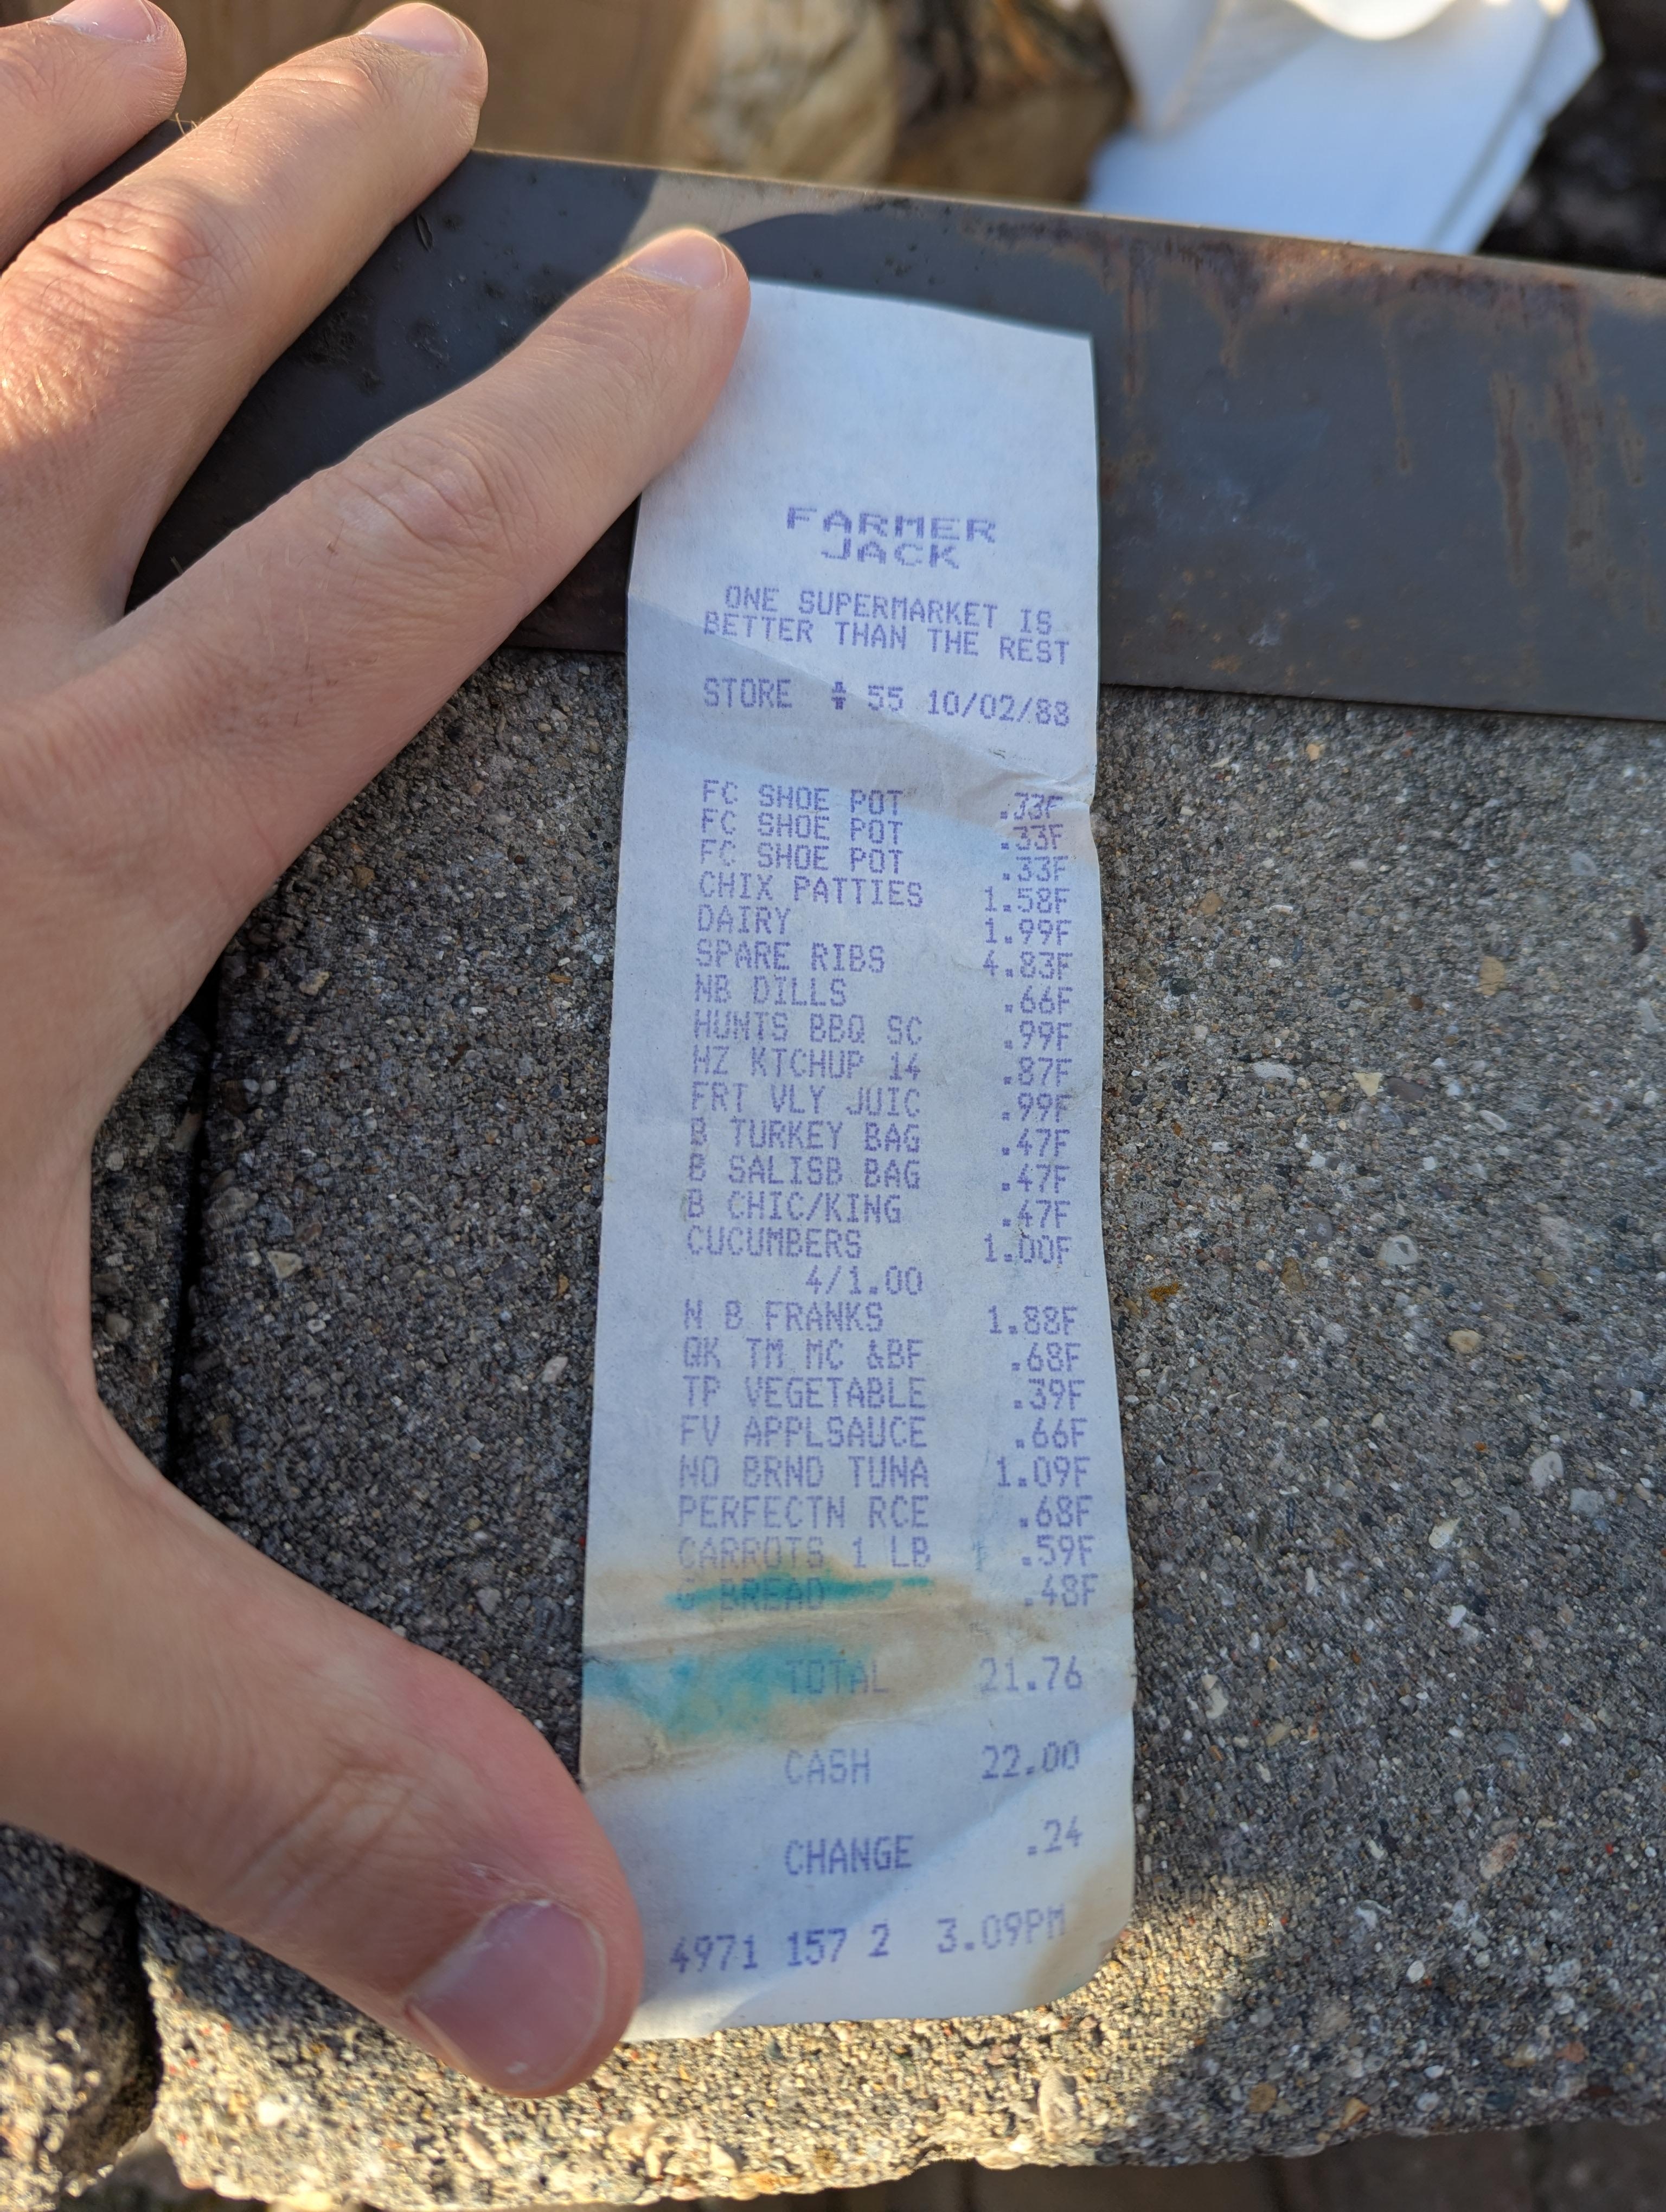 FARMER
JACK
ONE SUPERMARKET IS
BETTER THAN THE REST
STORE # 55 10/02/88
FC SHOE POT .33F
FC SHOE POT .33F
FC SHOE POT .33F
CHIX PATTIES 1.58F
DAIRY 1.99F
SPARE RIBS 4.83F
NB DILLS .66F
HUNTS BBQ SC .99F
HZ KTCHUP 14 .87F
FRT VLY JUIC .99F
B TURKEY BAG .47F
B SALISB BAG .47F
B CHIC/KING .47F
CUCUMBERS 1.00F
4/1.00
N B FRANKS 1.88F
QK TM MC &BF .68F
TP VEGETABLE .39F
FV APPLSAUCE .66F
NO BRND TUNA 1.09F
PERFECTN RCE .68F
CARROTS 1 LB .59F
G BREAD .48F
TOTAL 21.76
CASH 22.00
CHANGE .24
4971 157 2 3.09PM